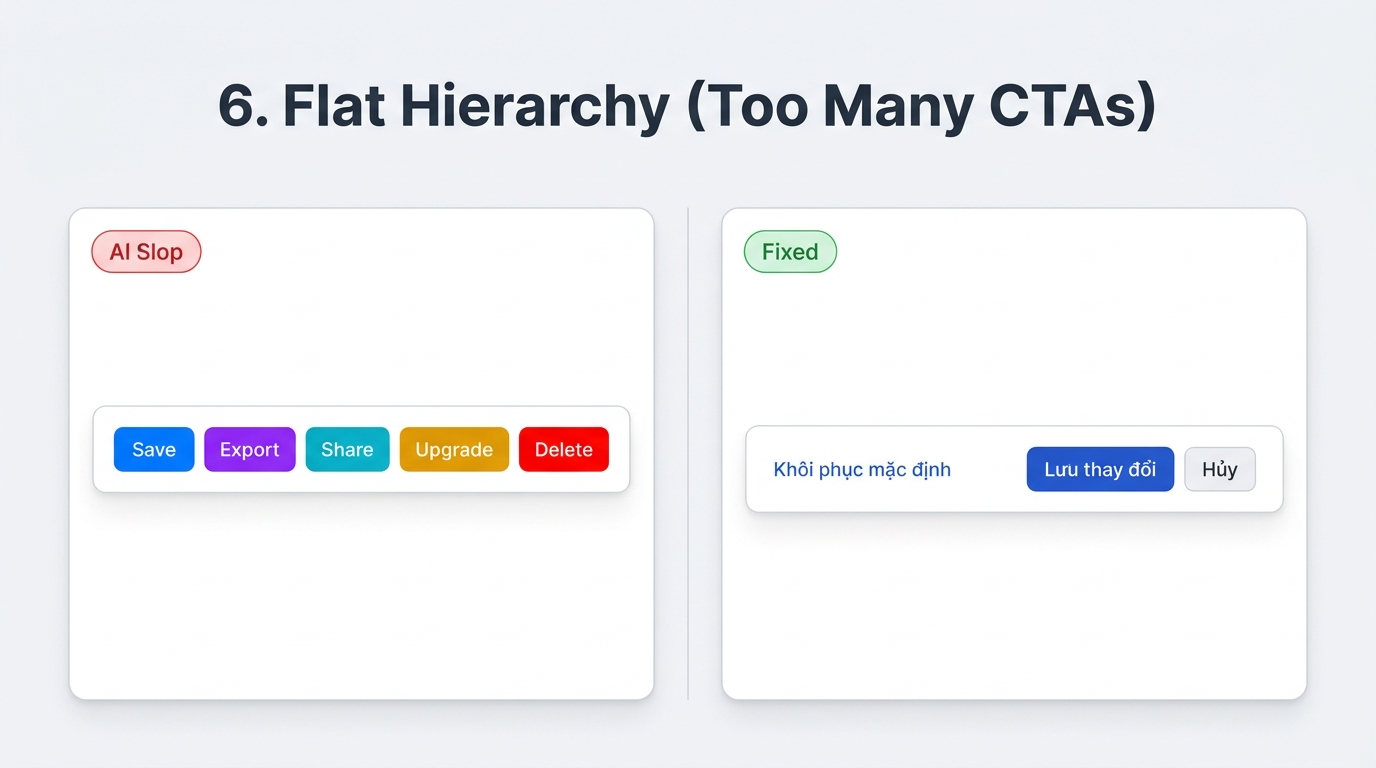 6. Flat Hierarchy (Too Many CTAs)
AI Slop
Save
Export
Share
Upgrade
Delete
Fixed
Khôi phục mặc định
Lưu thay đổi
Hủy